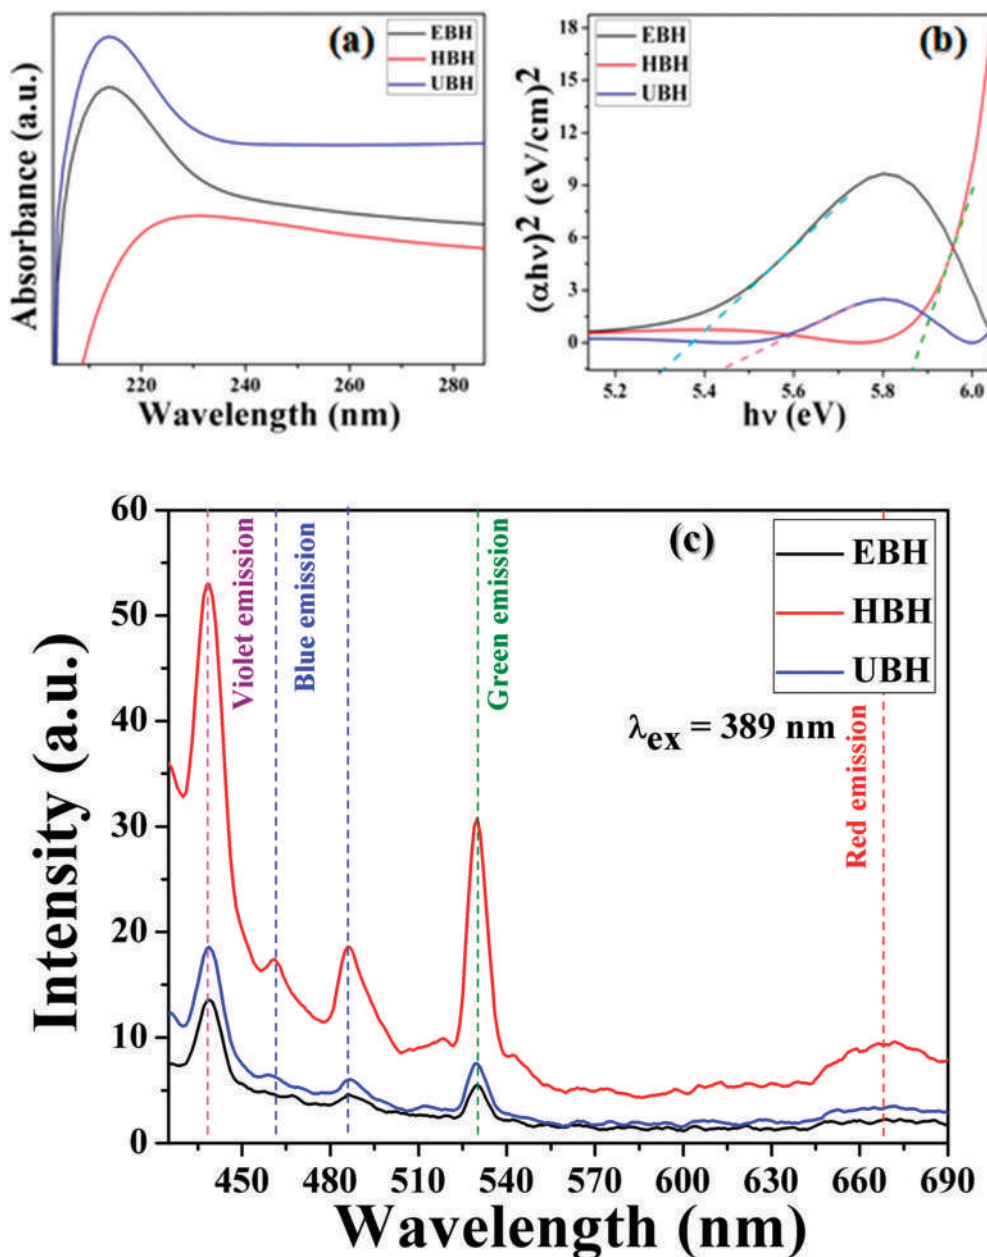 (a)
EBH
HBH
UBH
Absorbance (a.u.)
220 240 260 280
Wavelength (nm)
(b)
EBH
HBH
UBH
(αhν)² (eV/cm)²
18
15
12
9
6
3
0
5.2 5.4 5.6 5.8 6.0
hν (eV)
(c)
EBH
HBH
UBH
λex = 389 nm
Violet emission
Blue emission
Green emission
Red emission
Intensity (a.u.)
60
50
40
30
20
10
0
450 480 510 540 570 600 630 660 690
Wavelength (nm)